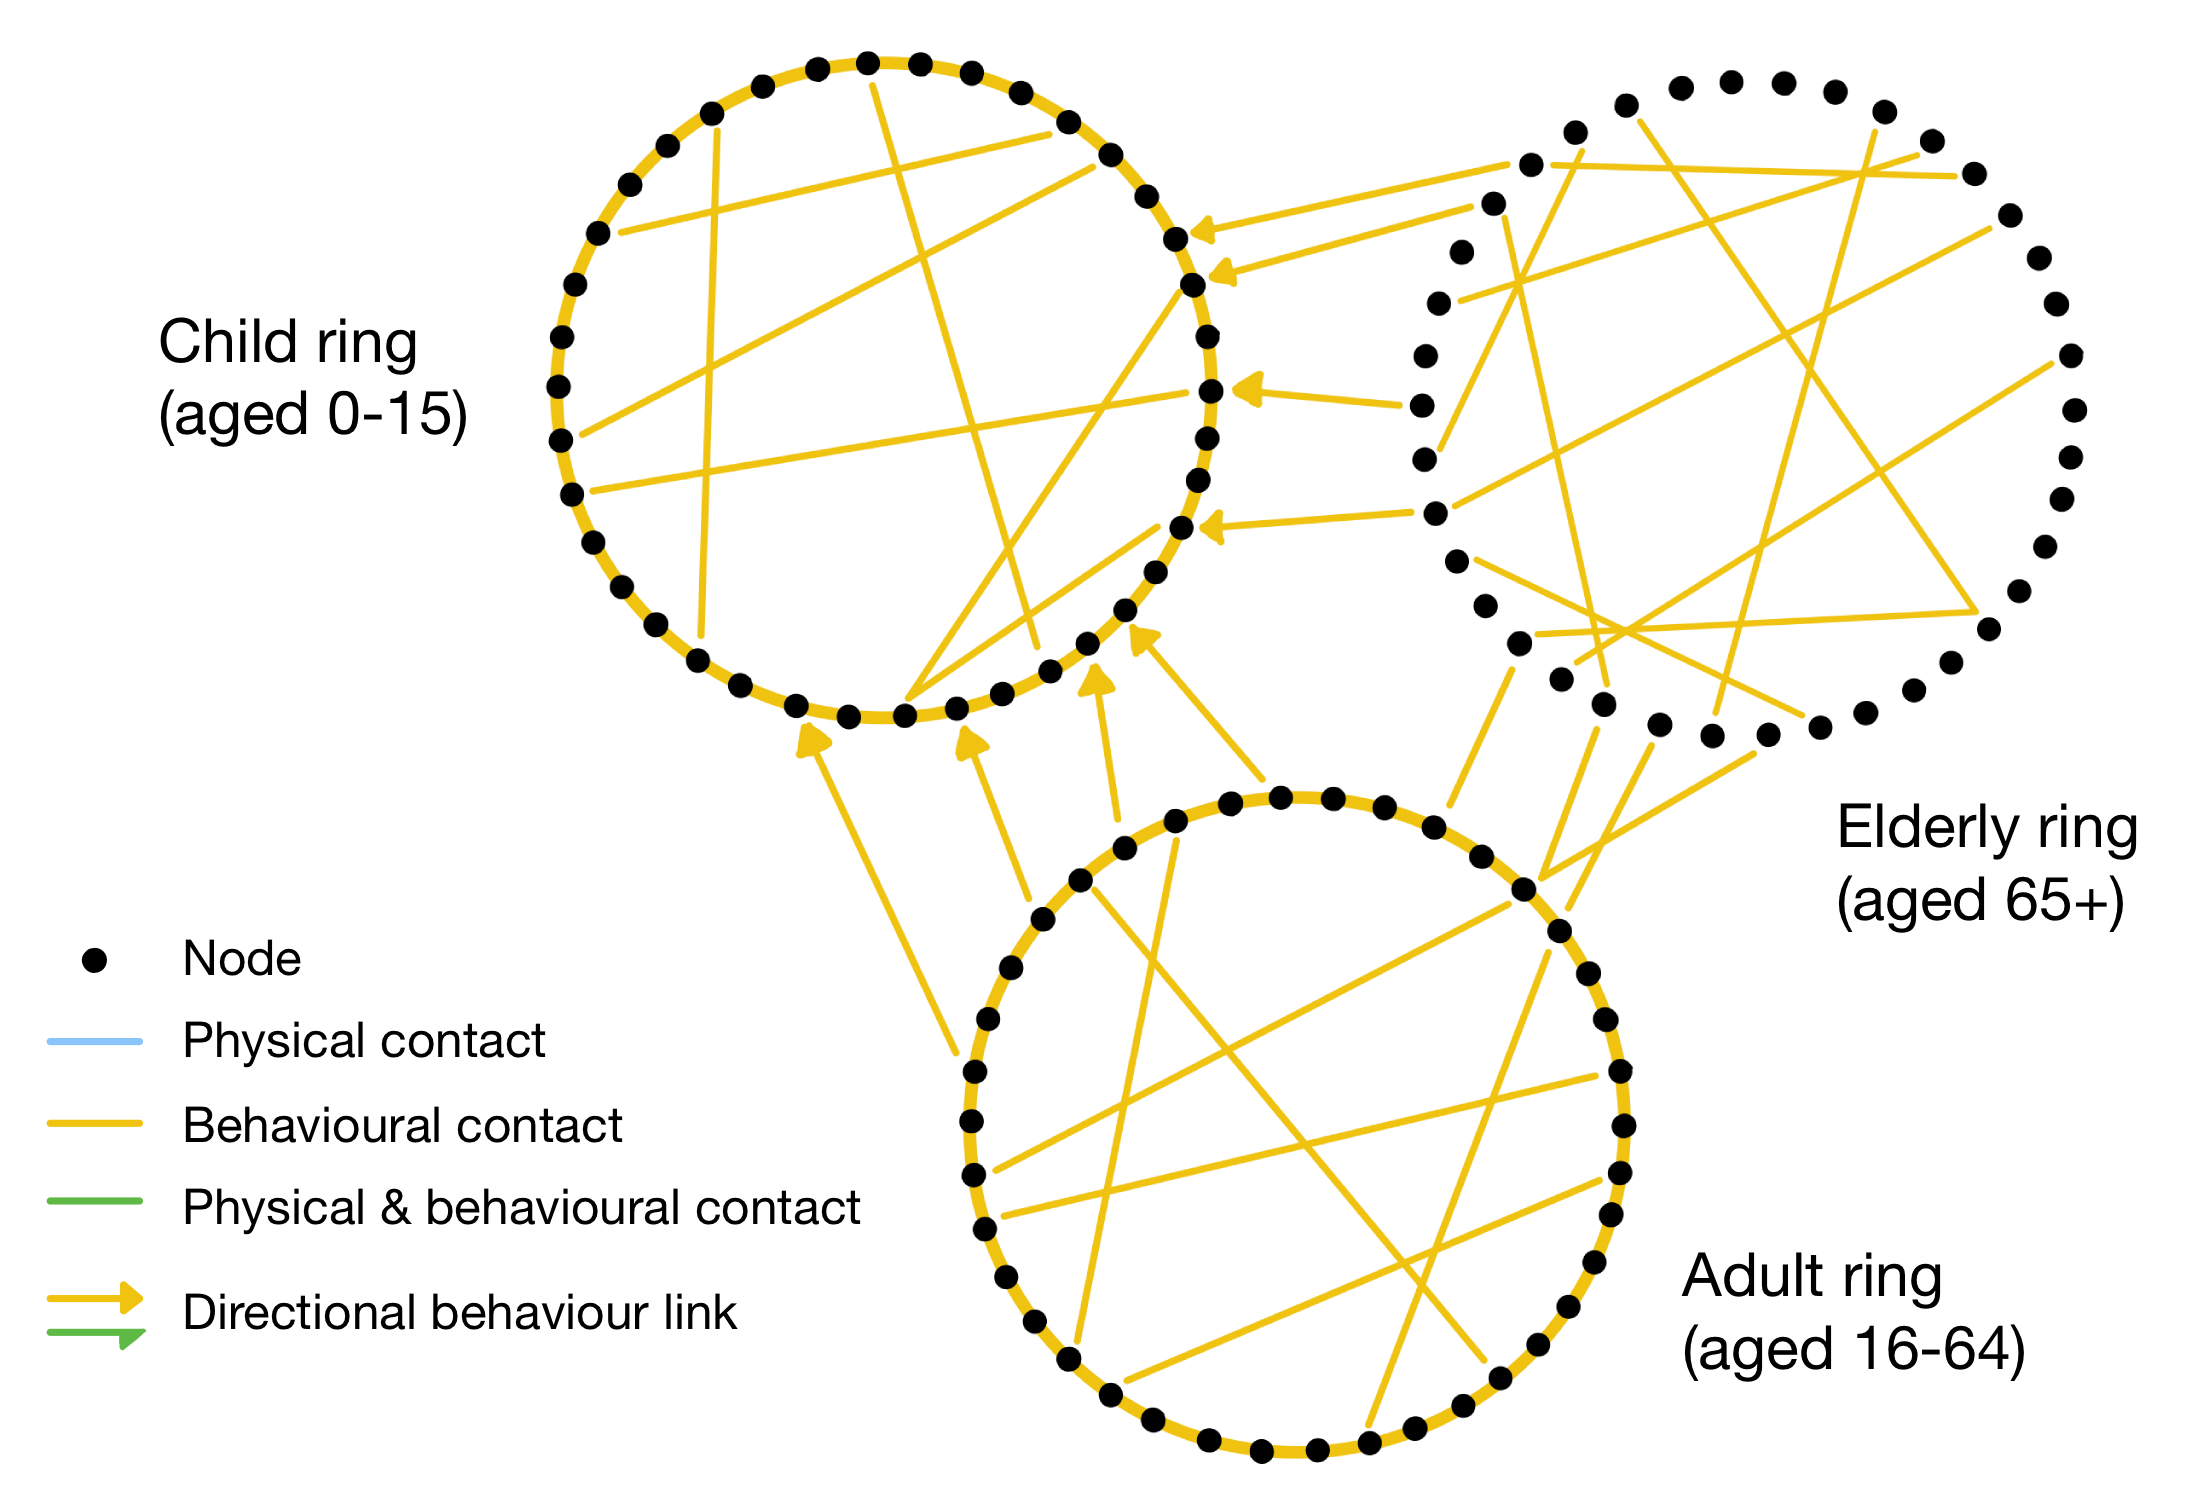 Child ring
(aged 0-15)
Elderly ring
(aged 65+)
Node
Physical contact
Behavioural contact
Physical & behavioural contact
Directional behaviour link
Adult ring
(aged 16-64)